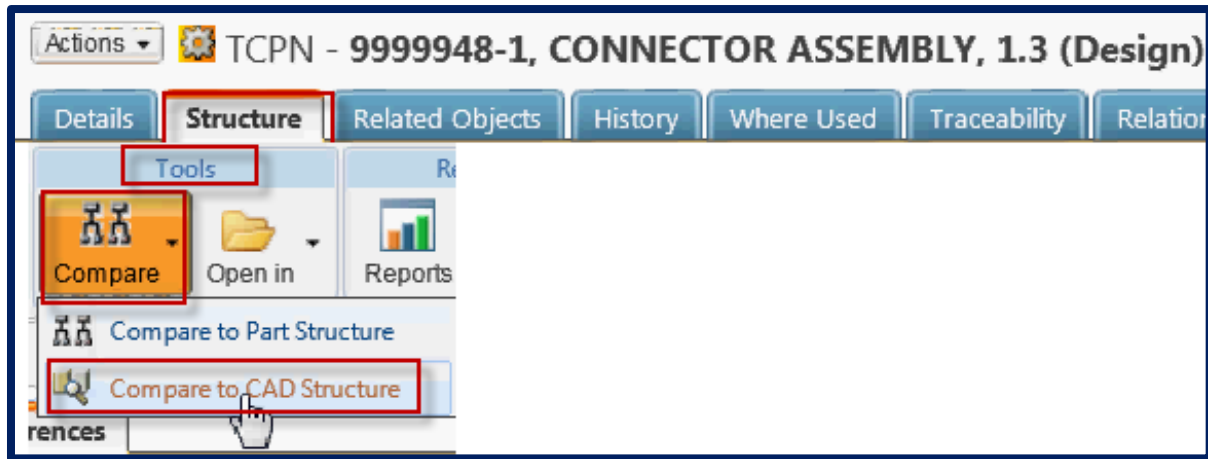 Actions TCPN - 9999948-1, CONNECTOR ASSEMBLY, 1.3 (Design)
Details Structure Related Objects History Where Used Traceability
Tools
Compare Open in Reports
Compare to Part Structure
Compare to CAD Structure
rences